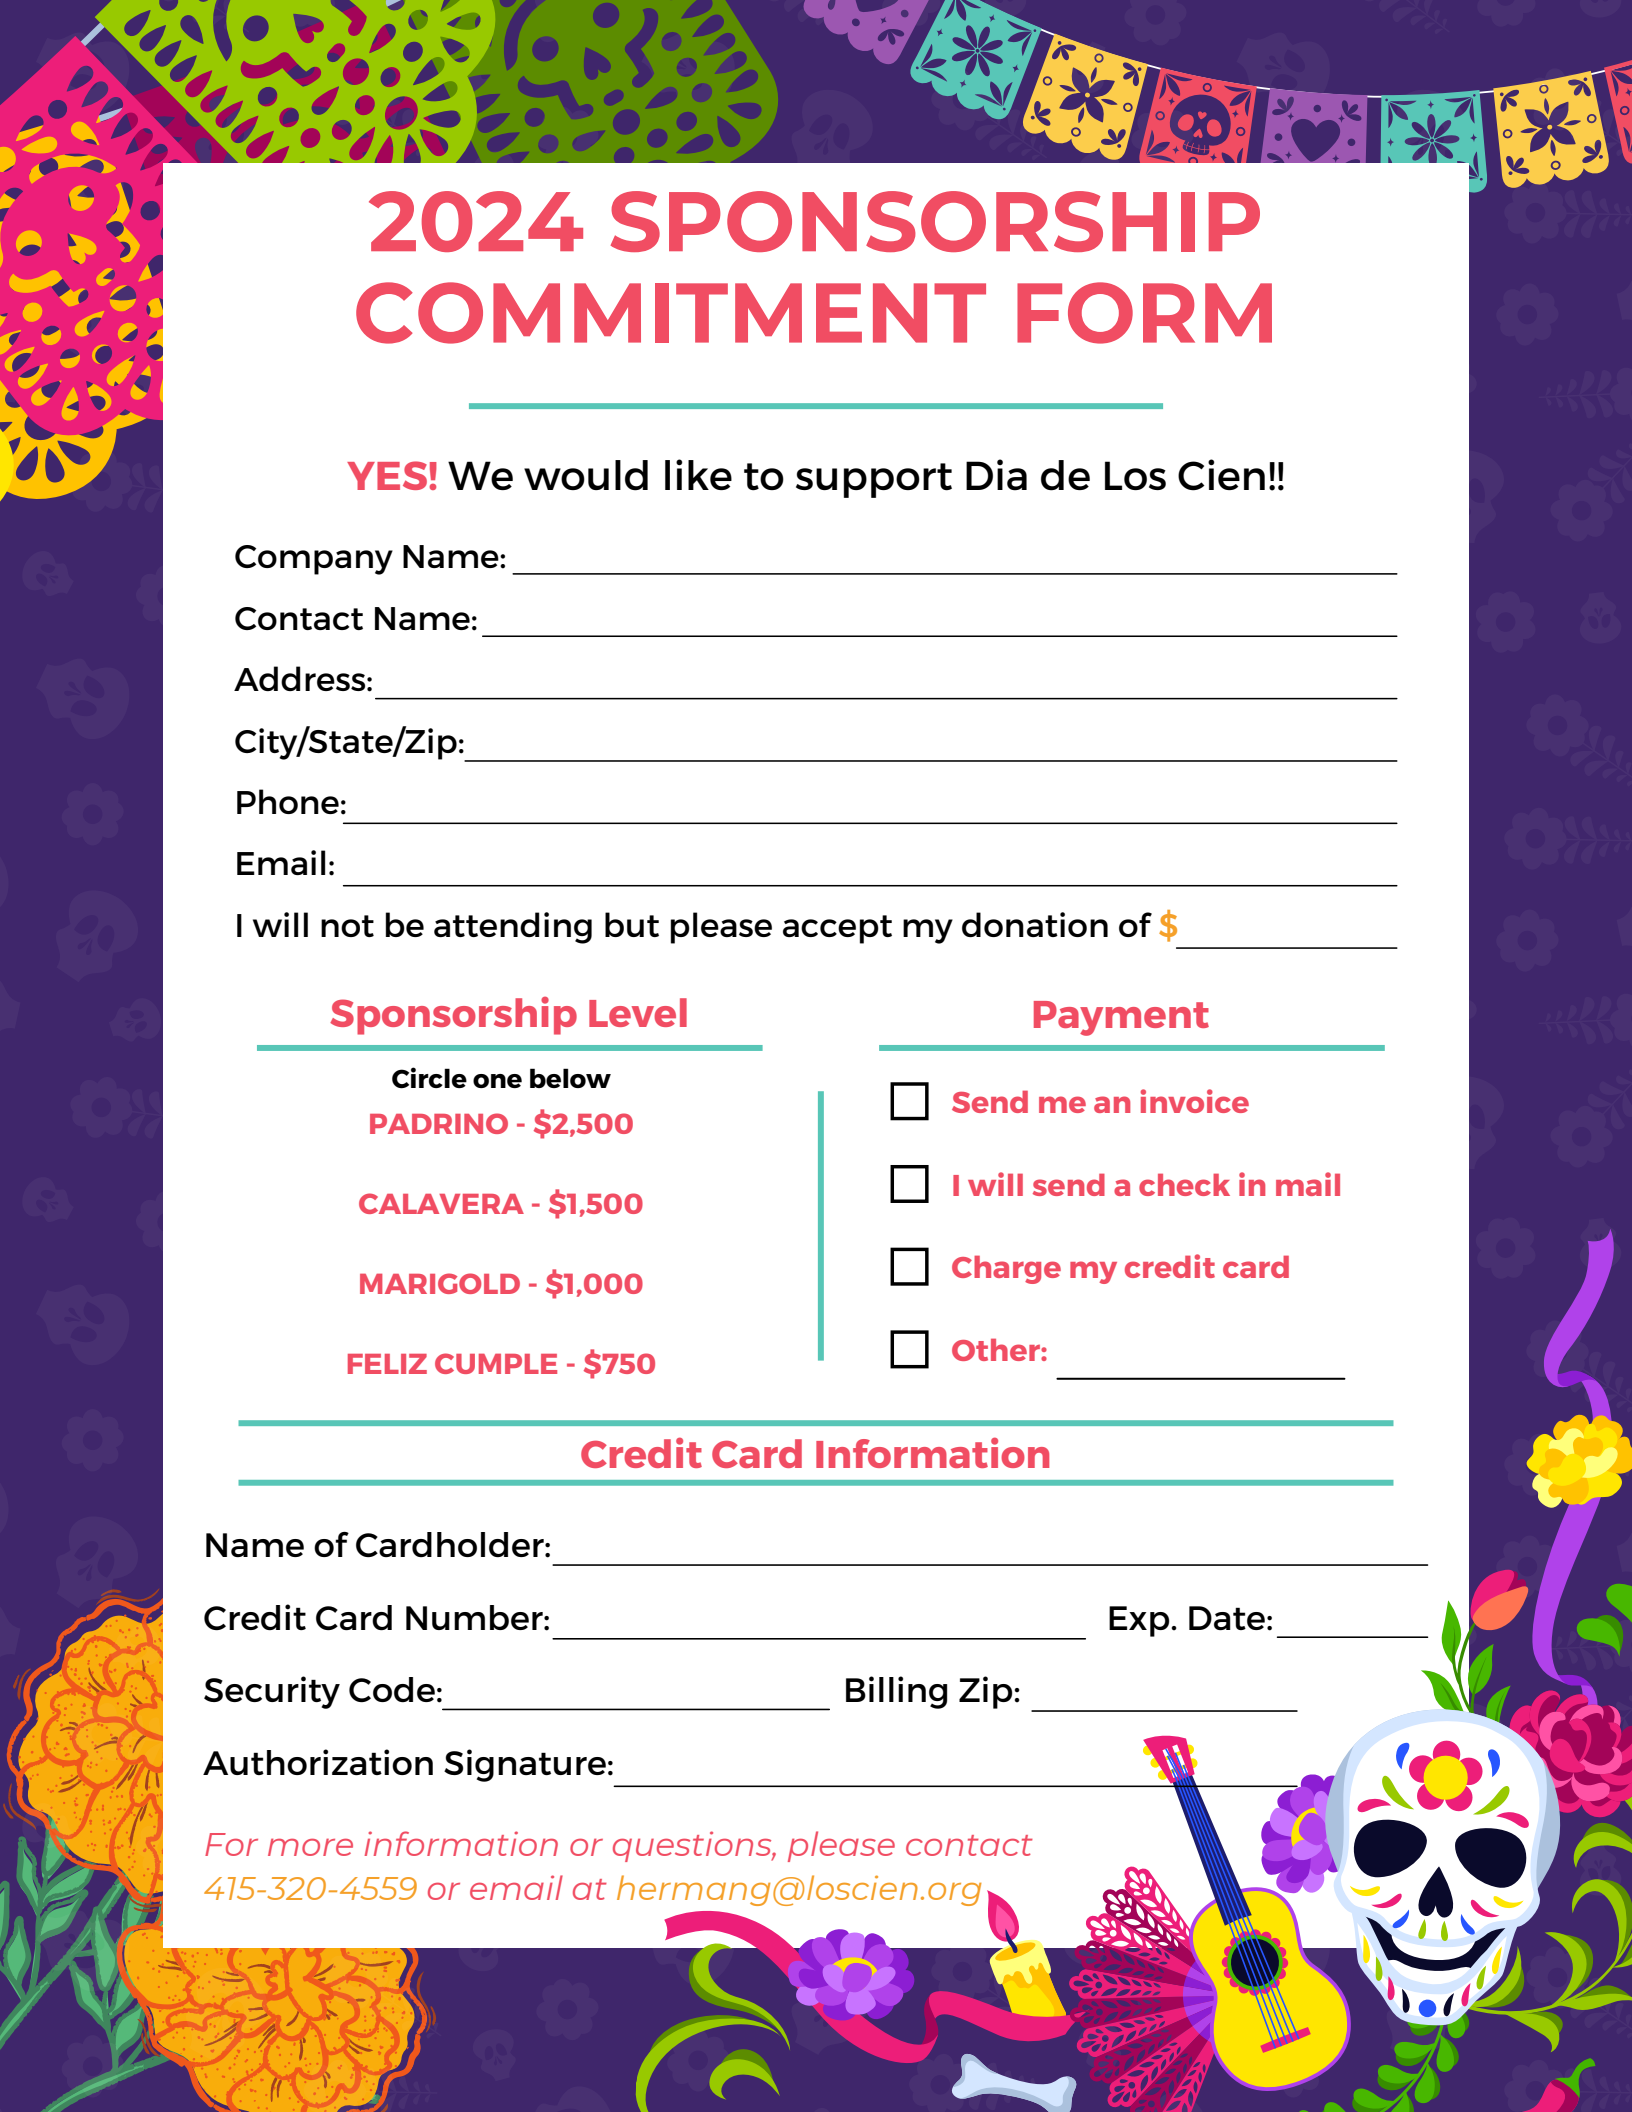 2024 SPONSORSHIP
COMMITMENT FORM
YES! We would like to support Dia de Los Cien!!
Company Name:
Contact Name:
Address:
City/State/Zip:
Phone:
Email:
I will not be attending but please accept my donation of $
Sponsorship Level
Circle one below
PADRINO - $2,500
CALAVERA - $1,500
MARIGOLD - $1,000
FELIZ CUMPLE - $750
Payment
Send me an invoice
I will send a check in mail
Charge my credit card
Other:
Credit Card Information
Name of Cardholder:
Credit Card Number: Exp. Date:
Security Code: Billing Zip:
Authorization Signature:
For more information or questions, please contact
415-320-4559 or email at hermang@loscien.org